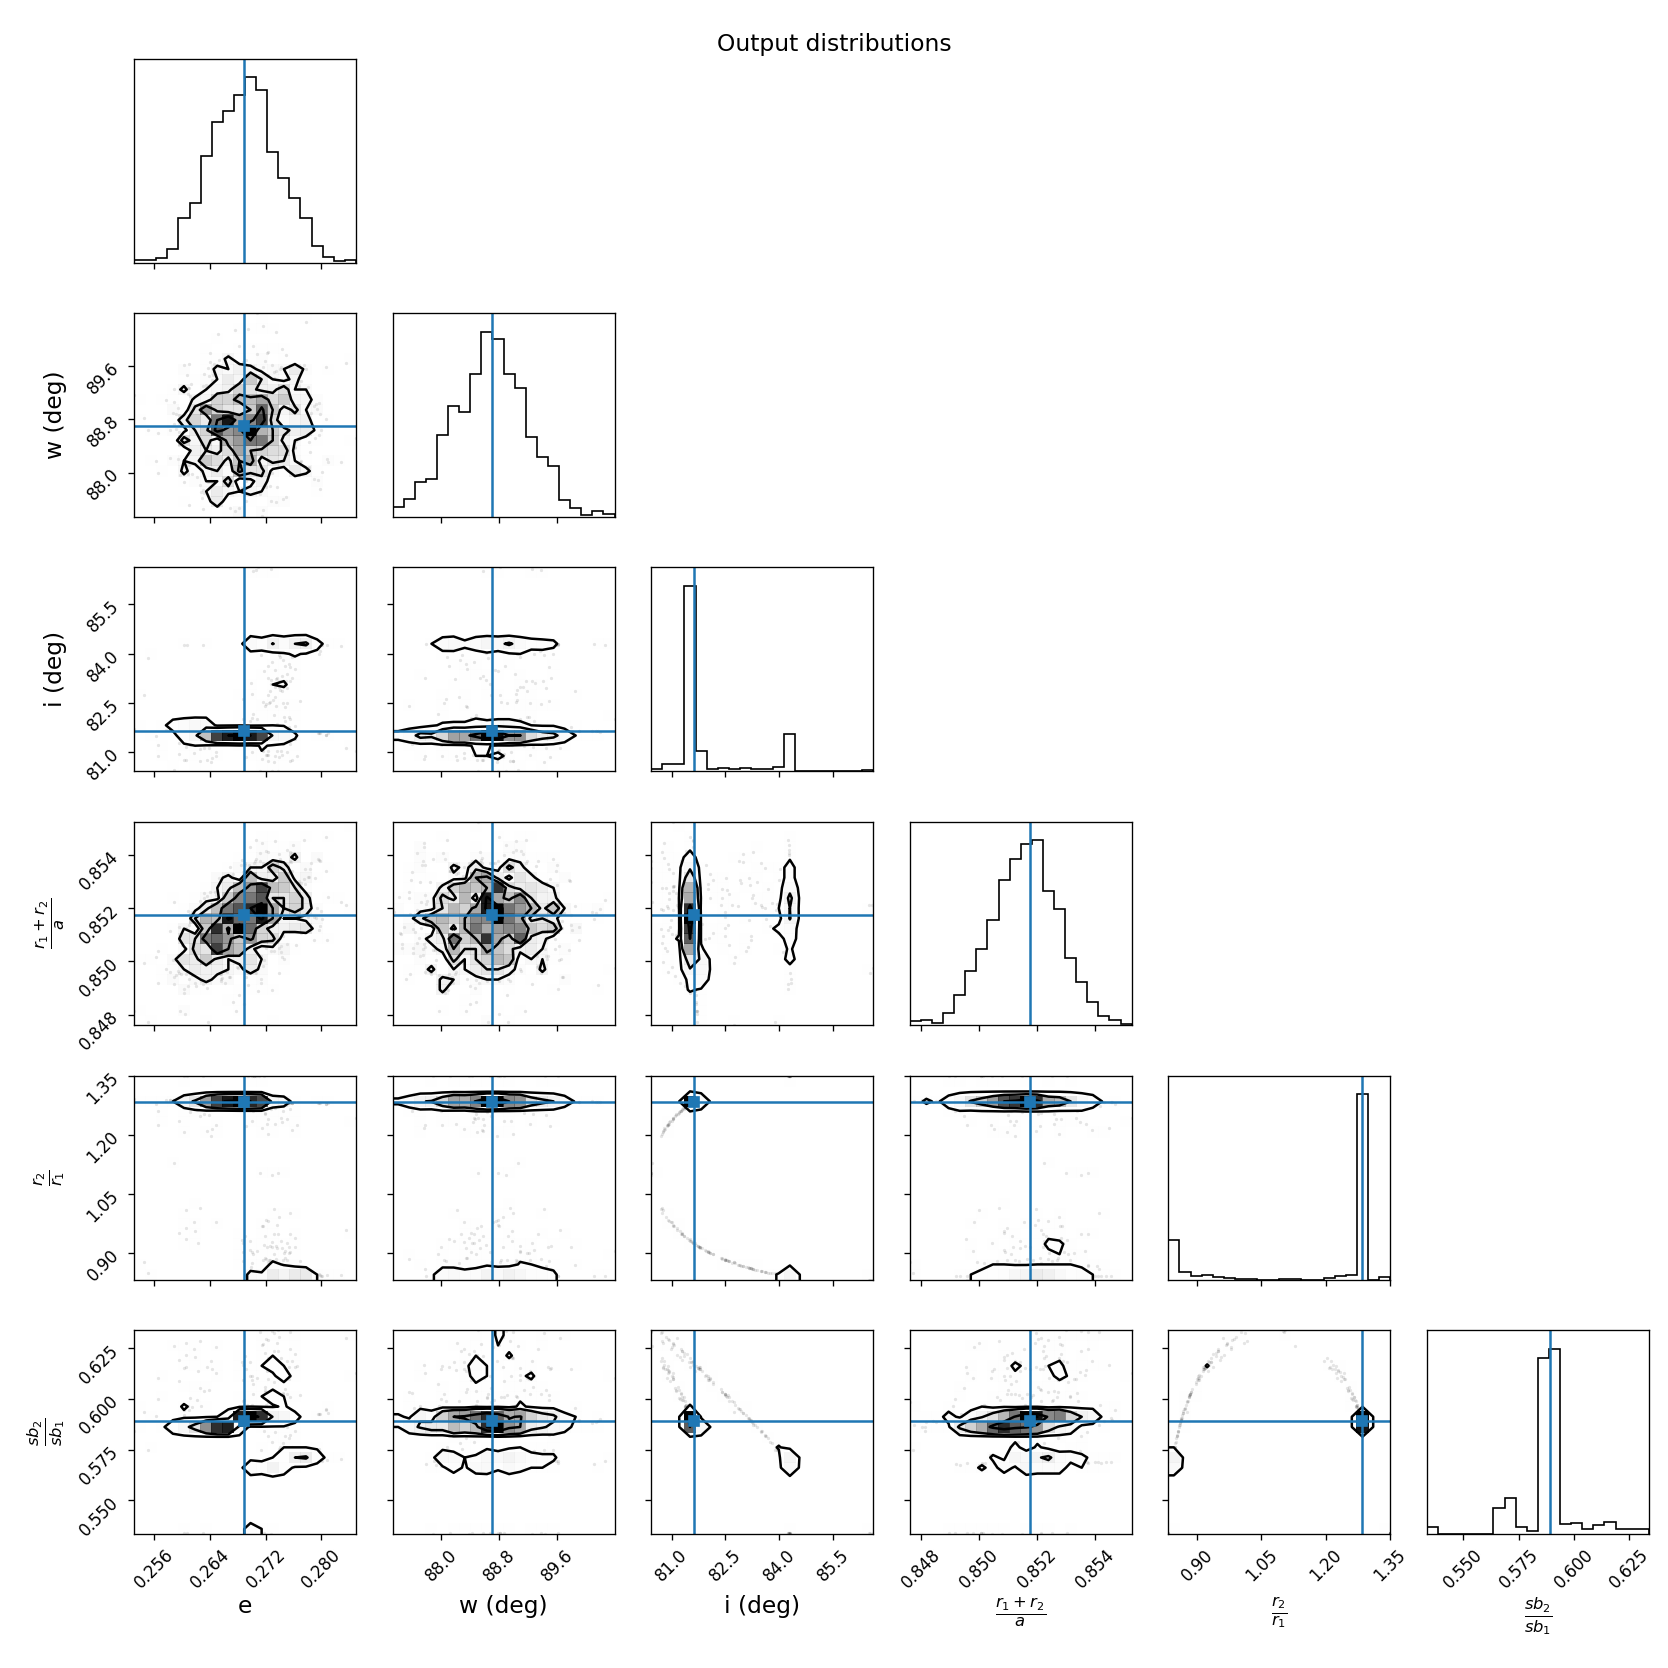 Output distributions
w (deg)
89.6
88.8
88.0
i (deg)
85.5
84.0
82.5
81.0
r₁ + r₂
a
0.854
0.852
0.850
0.848
r₂
r₁
1.35
1.20
1.05
0.90
sb₂
sb₁
0.625
0.600
0.575
0.550
0.256 0.264 0.272 0.280 88.0 88.8 89.6 81.0 82.5 84.0 85.5 0.848 0.850 0.852 0.854 0.90 1.05 1.20 1.35 0.550 0.575 0.600 0.625
e w (deg) i (deg)
r₁ + r₂
a
r₂
r₁
sb₂
sb₁